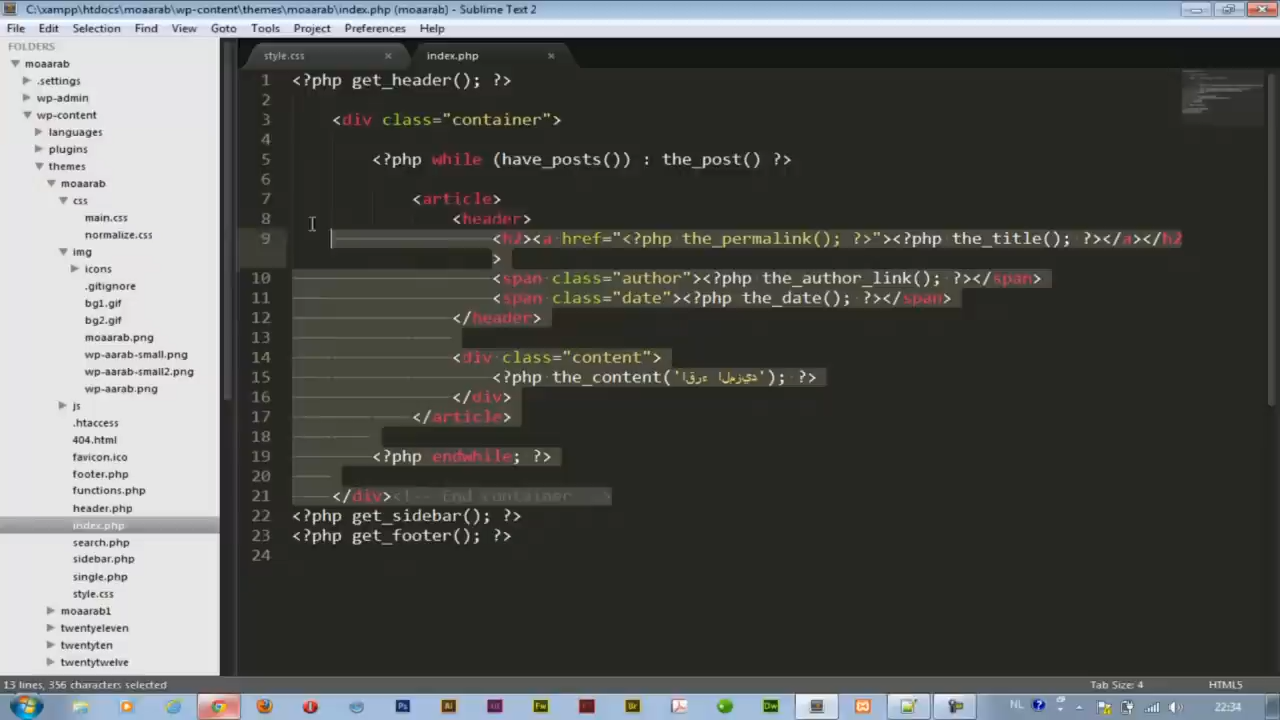 C:\xampp\htdocs\moaarab\wp-content\themes\moaarab\index.php (moaarab) - Sublime Text 2
File Edit Selection Find View Goto Tools Project Preferences Help
FOLDERS
moaarab
.settings
wp-admin
wp-content
languages
plugins
themes
moaarab
css
main.css
normalize.css
img
icons
.gitignore
bg1.gif
bg2.gif
moaarab.png
wp-aarab-small.png
wp-aarab-small2.png
wp-aarab.png
js
.htaccess
404.html
favicon.ico
footer.php
functions.php
header.php
index.php
search.php
sidebar.php
single.php
style.css
moaarab1
twentyeleven
twentyten
twentytwelve
style.css index.php
1 <?php get_header(); ?>
2
3 <div class="container">
4
5 <?php while (have_posts()) : the_post() ?>
6
7 <article>
8 <header>
9 <h2><a href="<?php the_permalink(); ?>"><?php the_title(); ?></a></h2
>
10 <span class="author"><?php the_author_link(); ?></span>
11 <span class="date"><?php the_date(); ?></span>
12 </header>
13
14 <div class="content">
15 <?php the_content('اقرء المزيد'); ?>
16 </div>
17 </article>
18
19 <?php endwhile; ?>
20
21 </div><!-- End container -->
22 <?php get_sidebar(); ?>
23 <?php get_footer(); ?>
24
13 lines, 356 characters selected Tab Size: 4 HTML5
NL 22:34